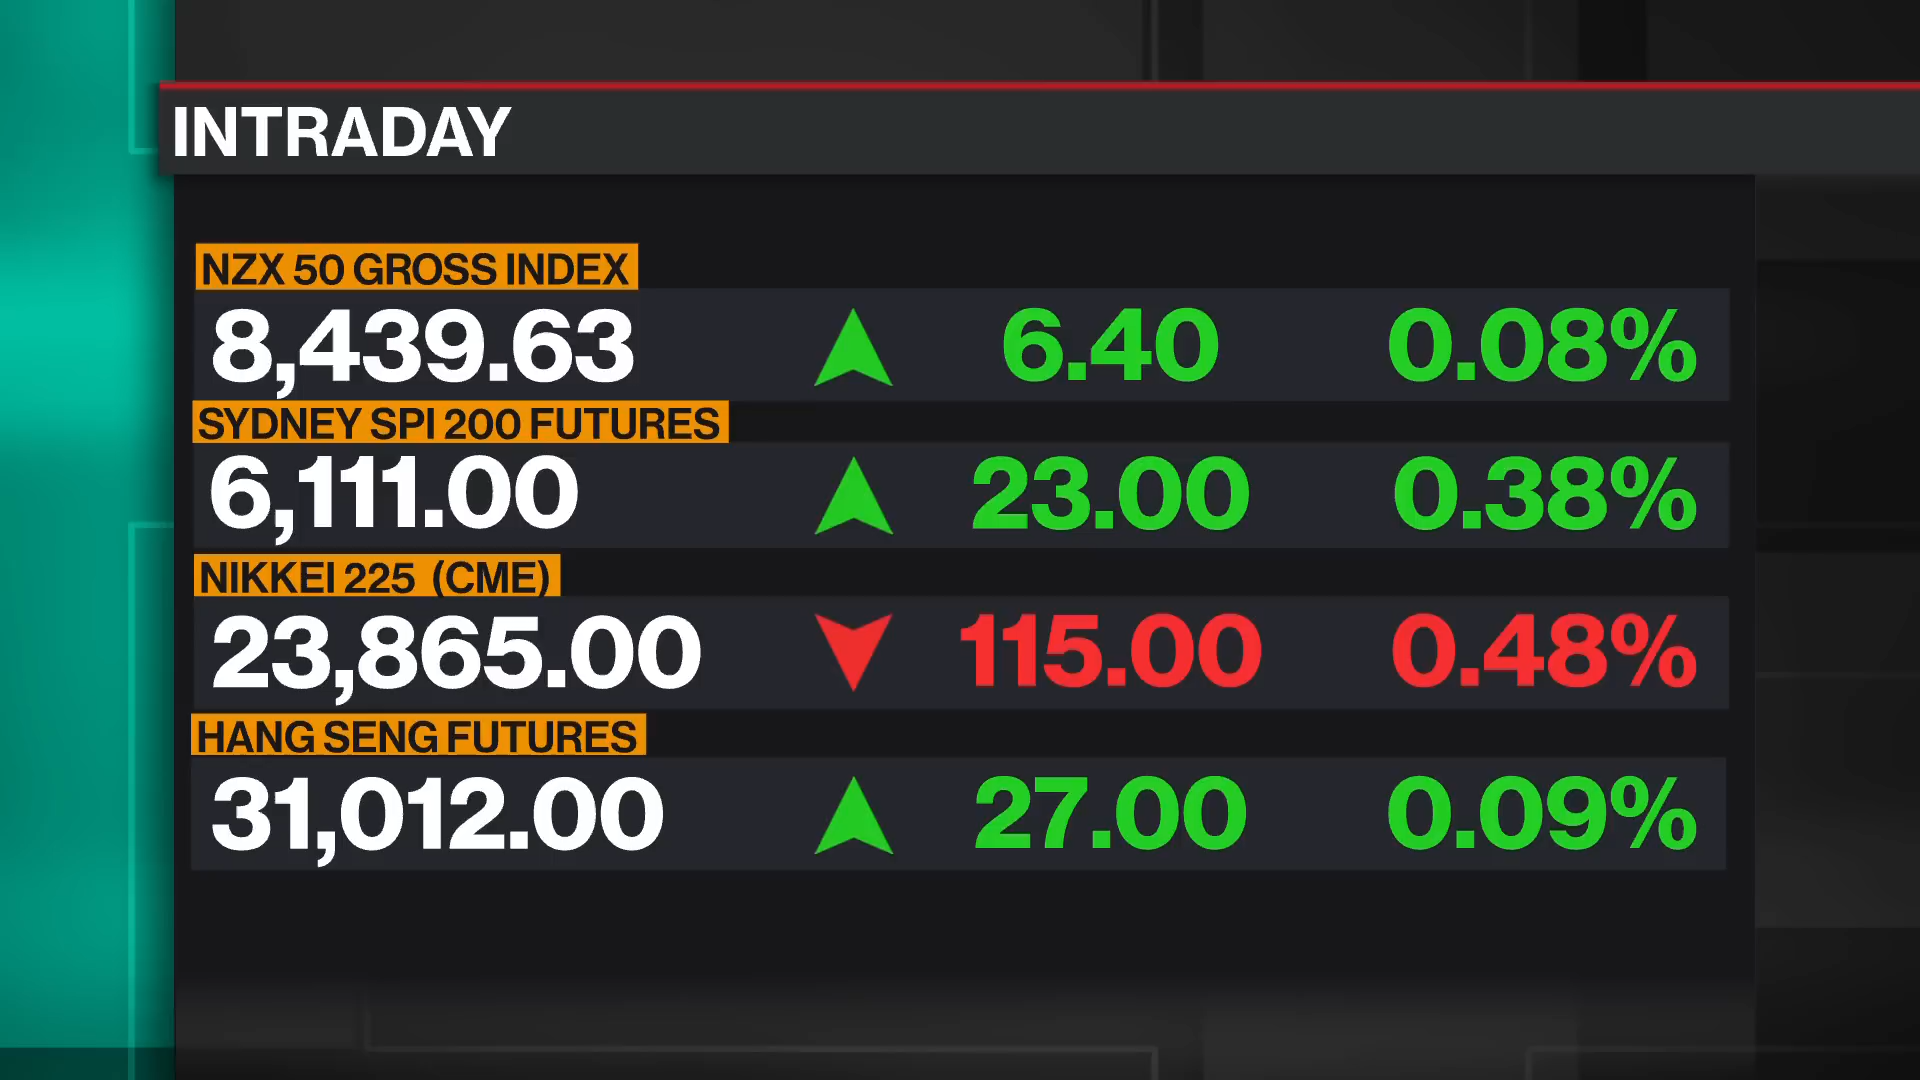 INTRADAY
NZX 50 GROSS INDEX
8,439.63 6.40 0.08%
SYDNEY SPI 200 FUTURES
6,111.00 23.00 0.38%
NIKKEI 225 (CME)
23,865.00 115.00 0.48%
HANG SENG FUTURES
31,012.00 27.00 0.09%